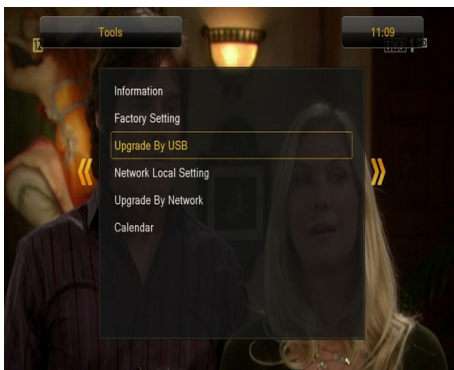 Tools
11:09
Information
Factory Setting
Upgrade By USB
Network Local Setting
Upgrade By Network
Calendar